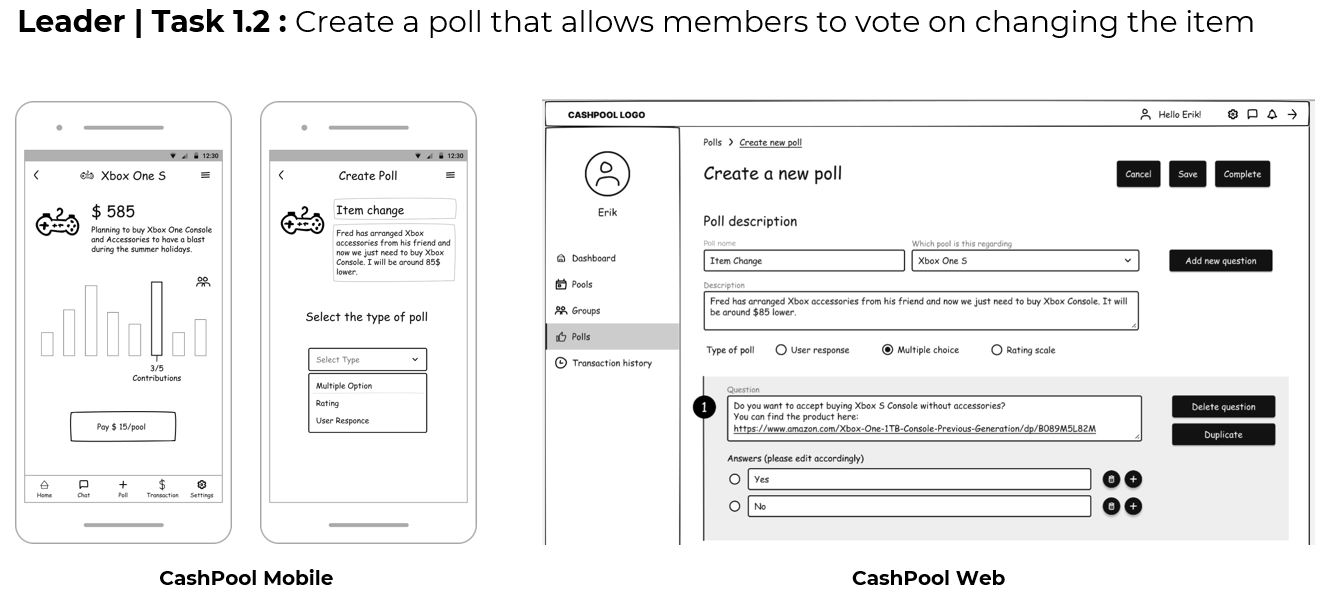 Leader | Task 1.2 : Create a poll that allows members to vote on changing the item
12:30
Xbox One S
$ 585
Planning to buy Xbox One Console
and Accessories to have a blast
during the summer holidays.
3/5
Contributions
Pay $ 15/pool
Home
Chat
Poll
Transaction
Settings
12:30
Create Poll
Item change
Fred has arranged Xbox
accessories from his friend and
now we just need to buy Xbox
Console. I will be around 85$
lower.
Select the type of poll
Select Type
Multiple Option
Rating
User Responce
CashPool Mobile
CASHPOOL LOGO
Hello Erik!
Erik
Dashboard
Pools
Groups
Polls
Transaction history
Polls > Create new poll
Create a new poll
Cancel
Save
Complete
Poll description
Poll name
Item Change
Which pool is this regarding
Xbox One S
Add new question
Description
Fred has arranged Xbox accessories from his friend and now we just need to buy Xbox Console. It will
be around $85 lower.
Type of poll
User response
Multiple choice
Rating scale
1
Question
Do you want to accept buying Xbox S Console without accessories?
You can find the product here:
https://www.amazon.com/Xbox-One-1TB-Console-Previous-Generation/dp/B089M5L82M
Delete question
Duplicate
Answers (please edit accordingly)
Yes
No
CashPool Web